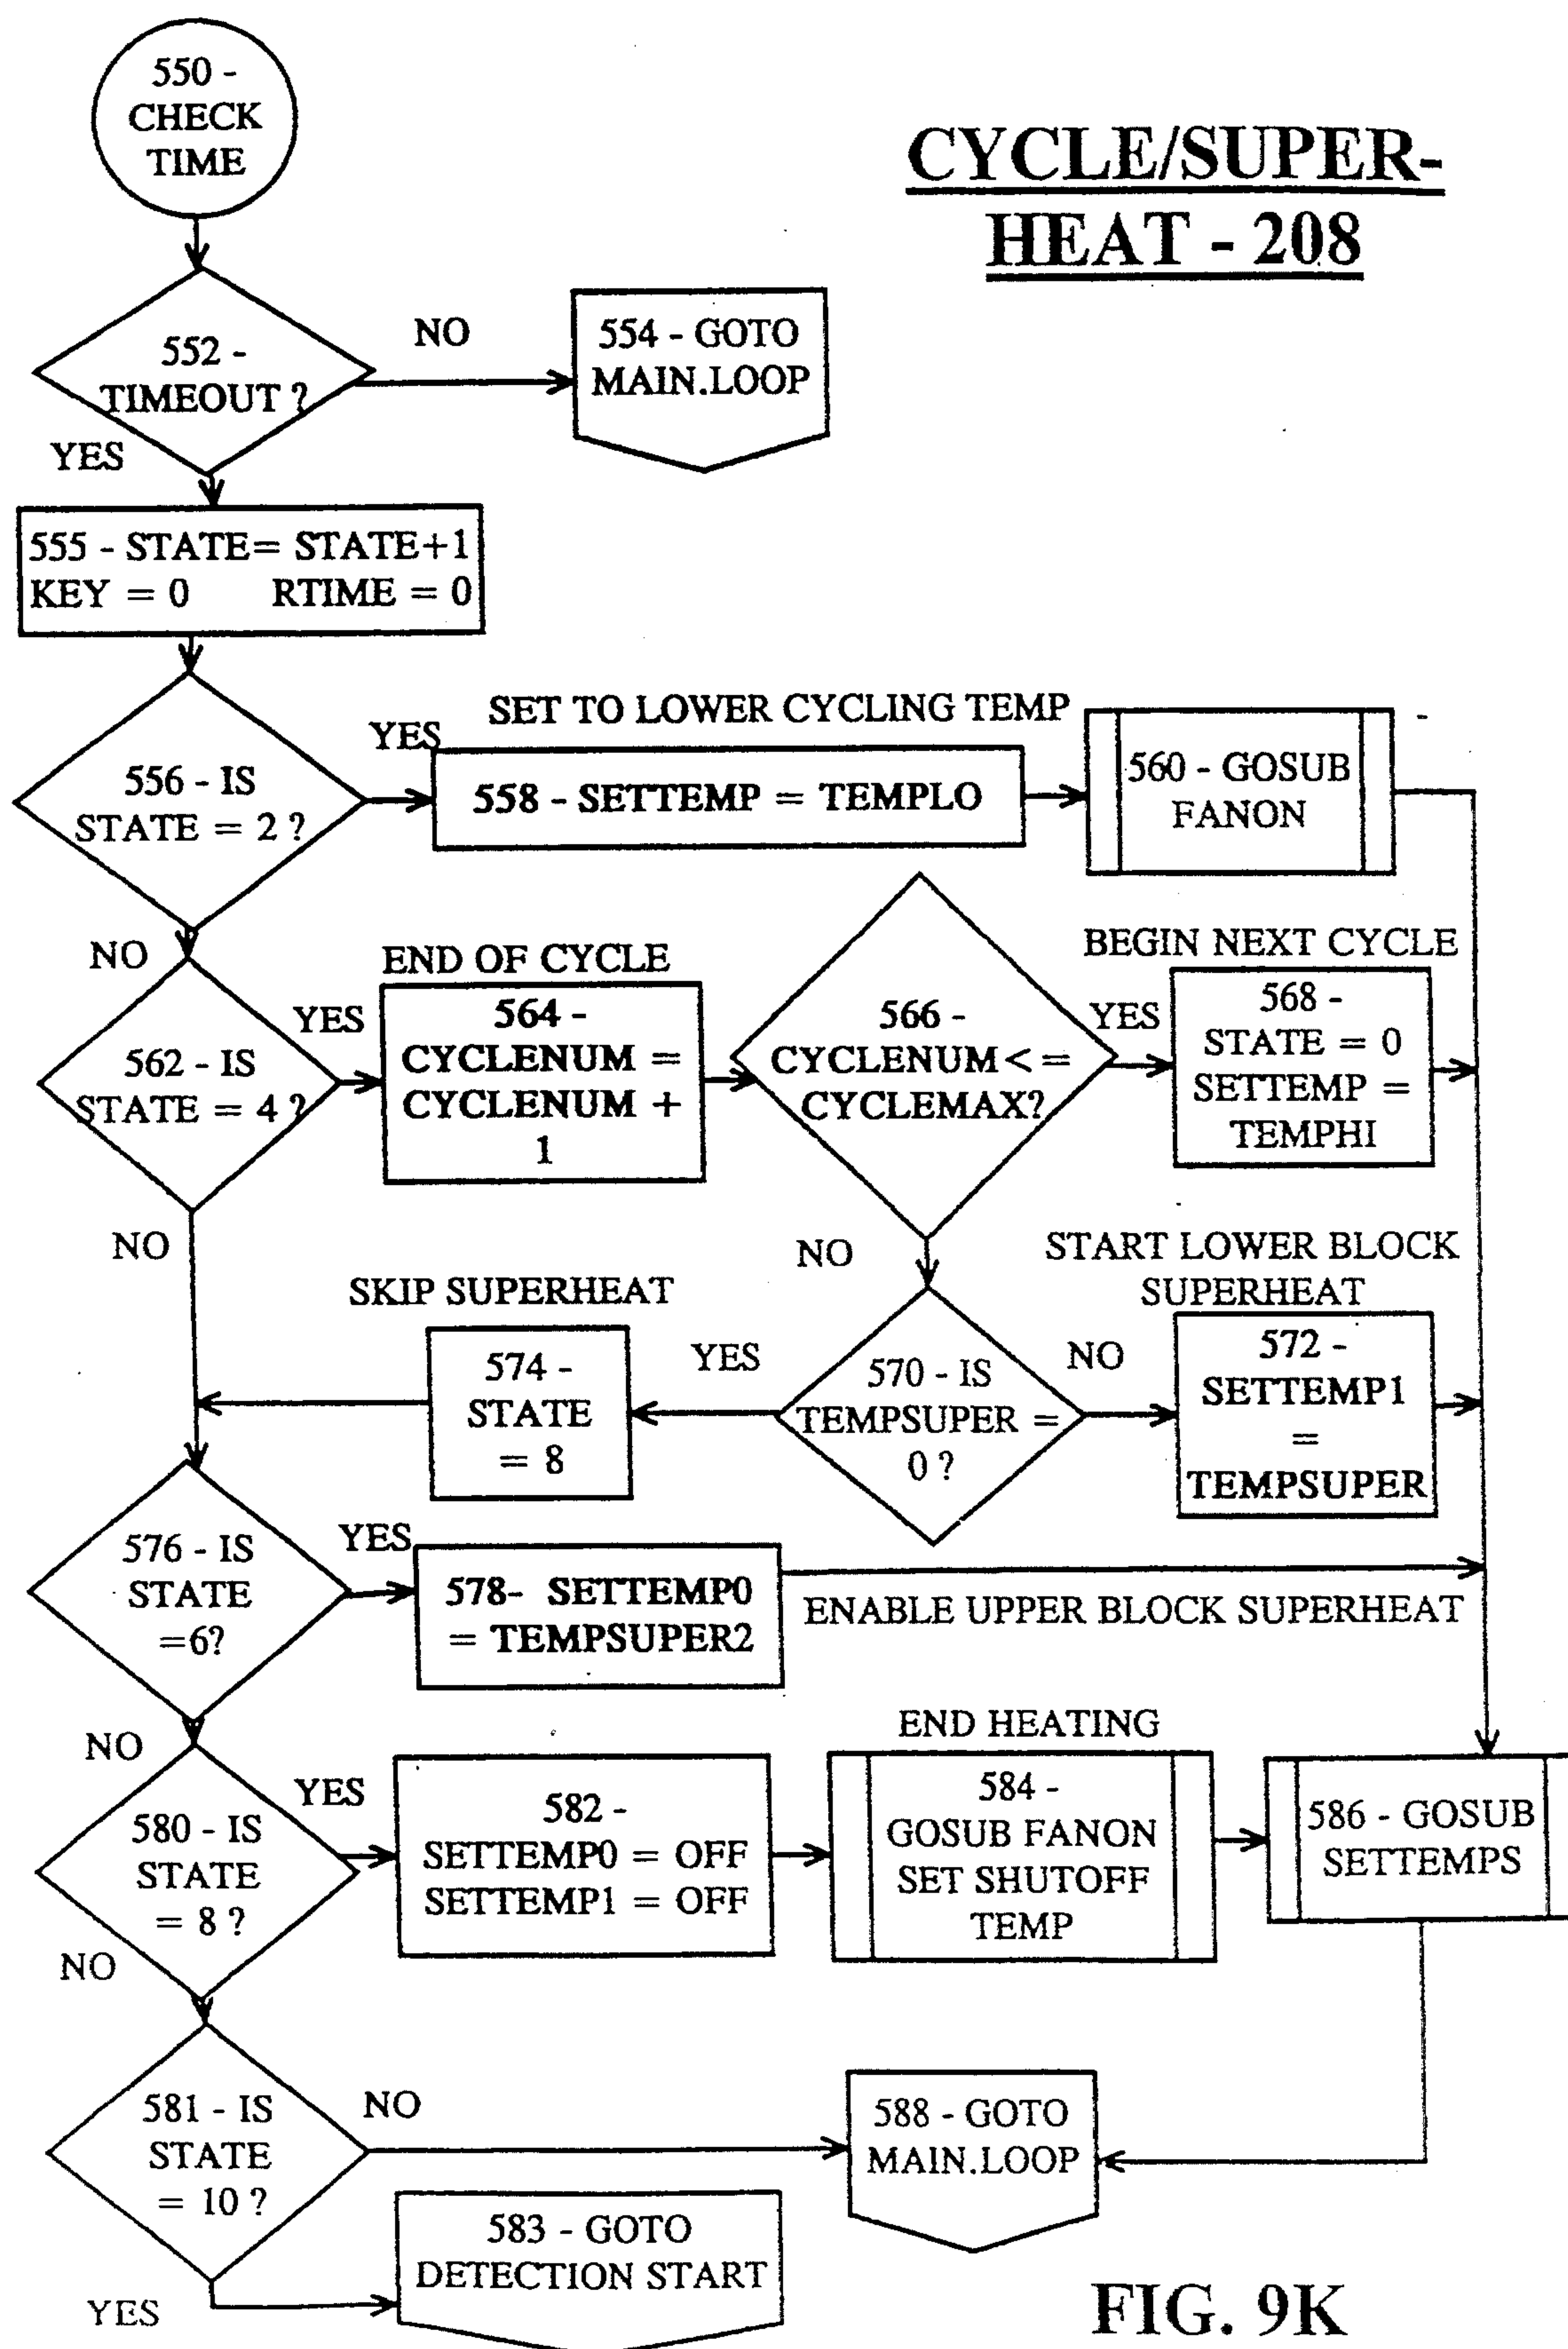 550 -
CHECK
TIME
CYCLE/SUPER-
HEAT - 208
552 -
TIMEOUT ?
NO
554 - GOTO
MAIN.LOOP
YES
555 - STATE= STATE+1
KEY = 0 RTIME = 0
556 - IS
STATE = 2 ?
YES
SET TO LOWER CYCLING TEMP
558 - SETTEMP = TEMPLO
560 - GOSUB
FANON
NO
562 - IS
STATE = 4 ?
YES
END OF CYCLE
564 -
CYCLENUM =
CYCLENUM +
1
566 -
CYCLENUM< =
CYCLEMAX?
YES
BEGIN NEXT CYCLE
568 -
STATE = 0
SETTEMP =
TEMPHI
NO
NO
START LOWER BLOCK
SUPERHEAT
SKIP SUPERHEAT
574 -
STATE
= 8
YES
570 - IS
TEMPSUPER =
0 ?
NO
572 -
SETTEMP1
=
TEMPSUPER
576 - IS
STATE
=6?
YES
578- SETTEMP0
= TEMPSUPER2
ENABLE UPPER BLOCK SUPERHEAT
NO
580 - IS
STATE
= 8 ?
YES
582 -
SETTEMP0 = OFF
SETTEMP1 = OFF
END HEATING
584 -
GOSUB FANON
SET SHUTOFF
TEMP
586 - GOSUB
SETTEMPS
NO
581 - IS
STATE
= 10 ?
NO
588 - GOTO
MAIN.LOOP
YES
583 - GOTO
DETECTION START
FIG. 9K